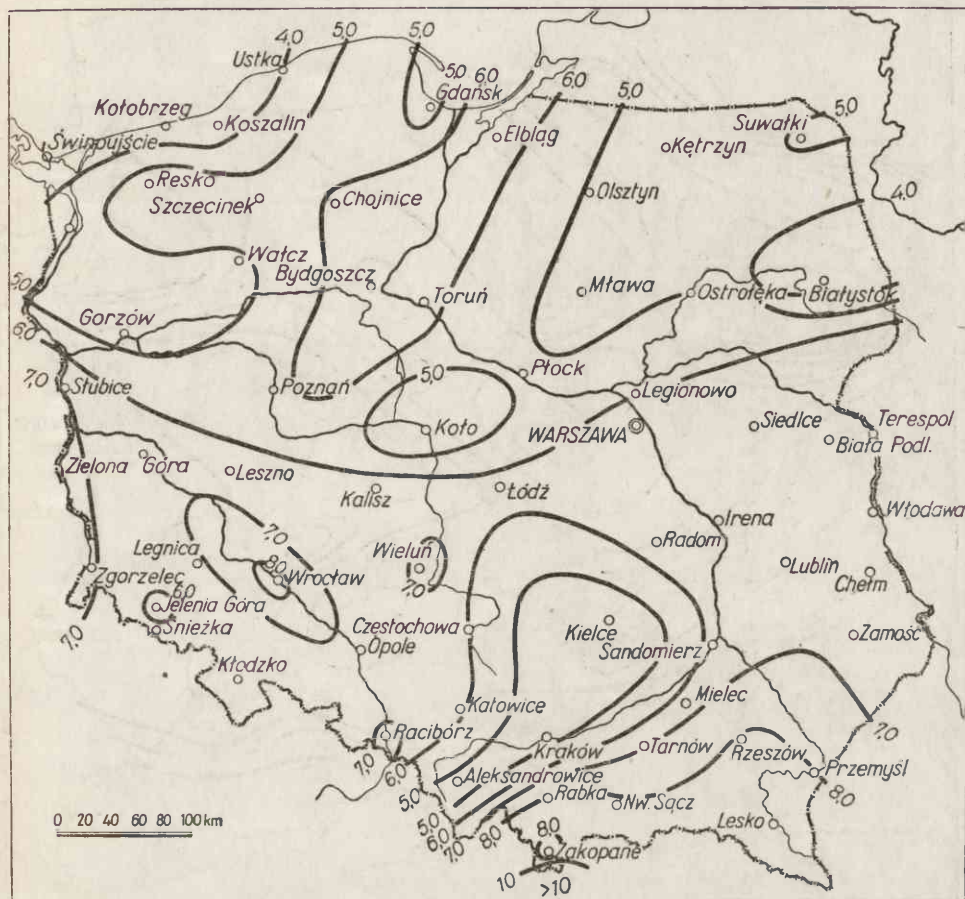 4,0
5,0
5,0
Ustka
5,0
6,0
Gdańsk
6,0
5,0
5,0
Kołobrzeg
Koszalin
Elbląg
Suwałki
Świnoujście
Kętrzyn
Resko
Szczecinek
Chojnice
Olsztyn
4,0
Wałcz
Bydgoszcz
Toruń
Mława
Ostrołęka
Białystok
5,0
Gorzów
6,0
7,0
Słubice
Poznań
5,0
Płock
Legionowo
Koło
WARSZAWA
Siedlce
Terespol
Biała Podl.
Zielona Góra
Leszno
Kalisz
Łódź
Włodawa
7,0
Irena
Legnica
Wieluń
Radom
8,0
Wrocław
7,0
Lublin
Chełm
Zgorzelec
6,0
Jelenia Góra
Śnieżka
7,0
Częstochowa
Kielce
Sandomierz
Zamość
Opole
Kłodzko
Katowice
Mielec
7,0
Racibórz
Kraków
Tarnów
Rzeszów
Przemyśl
7,0
6,0
Aleksandrowice
Rabka
Nw. Sącz
8,0
5,0
5,0
6,0
7,0
8,0
Lesko
0 20 40 60 80 100 km
8,0
Zakopane
10
>10